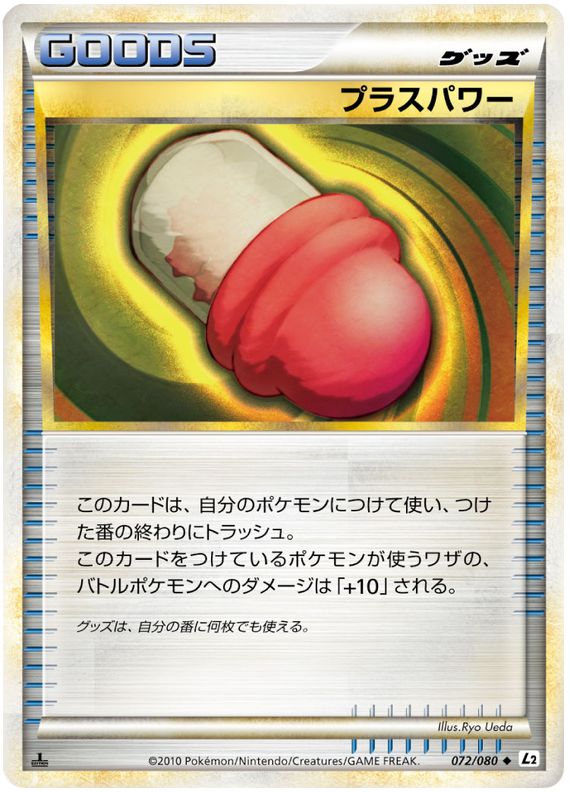 GOODS
グッズ
プラスパワー
このカードは、自分のポケモンにつけて使い、つけ
た番の終わりにトラッシュ。
このカードをつけているポケモンが使うワザの、
バトルポケモンへのダメージは「+10」される。
グッズは、自分の番に何枚でも使える。
Illus.Ryo Ueda
1
EDITION
©2010 Pokémon/Nintendo/Creatures/GAME FREAK.
072/080 ◆ L2